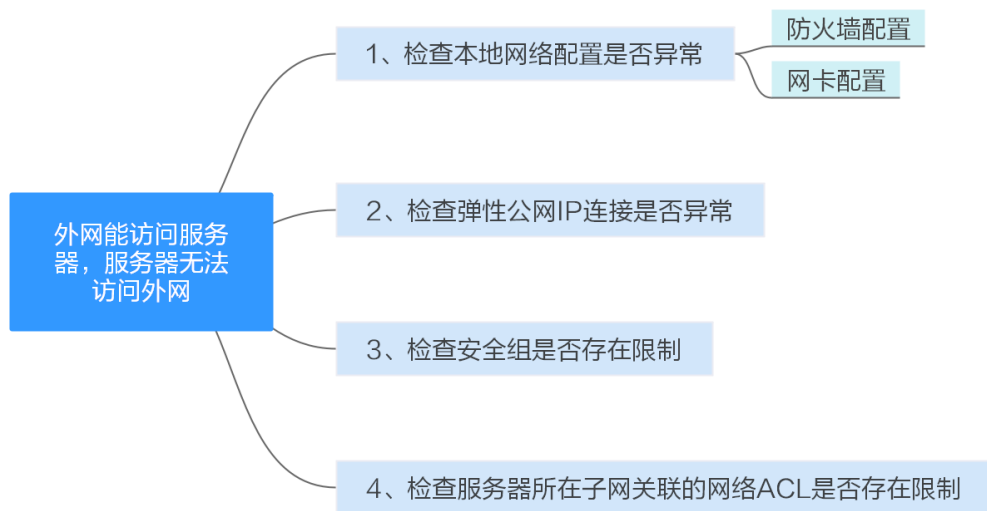 外网能访问服务
器，服务器无法
访问外网
1、检查本地网络配置是否异常
防火墙配置
网卡配置
2、检查弹性公网IP连接是否异常
3、检查安全组是否存在限制
4、检查服务器所在子网关联的网络ACL是否存在限制